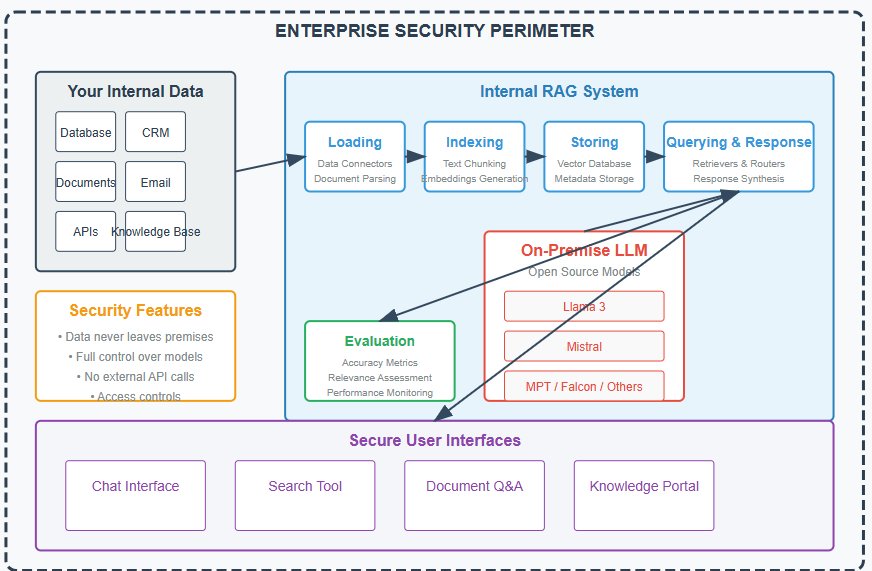 ENTERPRISE SECURITY PERIMETER
Your Internal Data
Database
CRM
Documents
Email
APIs
Knowledge Base
Internal RAG System
Loading
Data Connectors
Document Parsing
Indexing
Text Chunking
Embeddings Generation
Storing
Vector Database
Metadata Storage
Querying & Response
Retrievers & Routers
Response Synthesis
On-Premise LLM
Open Source Models
Llama 3
Mistral
MPT / Falcon / Others
Security Features
• Data never leaves premises
• Full control over models
• No external API calls
• Access controls
Evaluation
Accuracy Metrics
Relevance Assessment
Performance Monitoring
Secure User Interfaces
Chat Interface
Search Tool
Document Q&A
Knowledge Portal